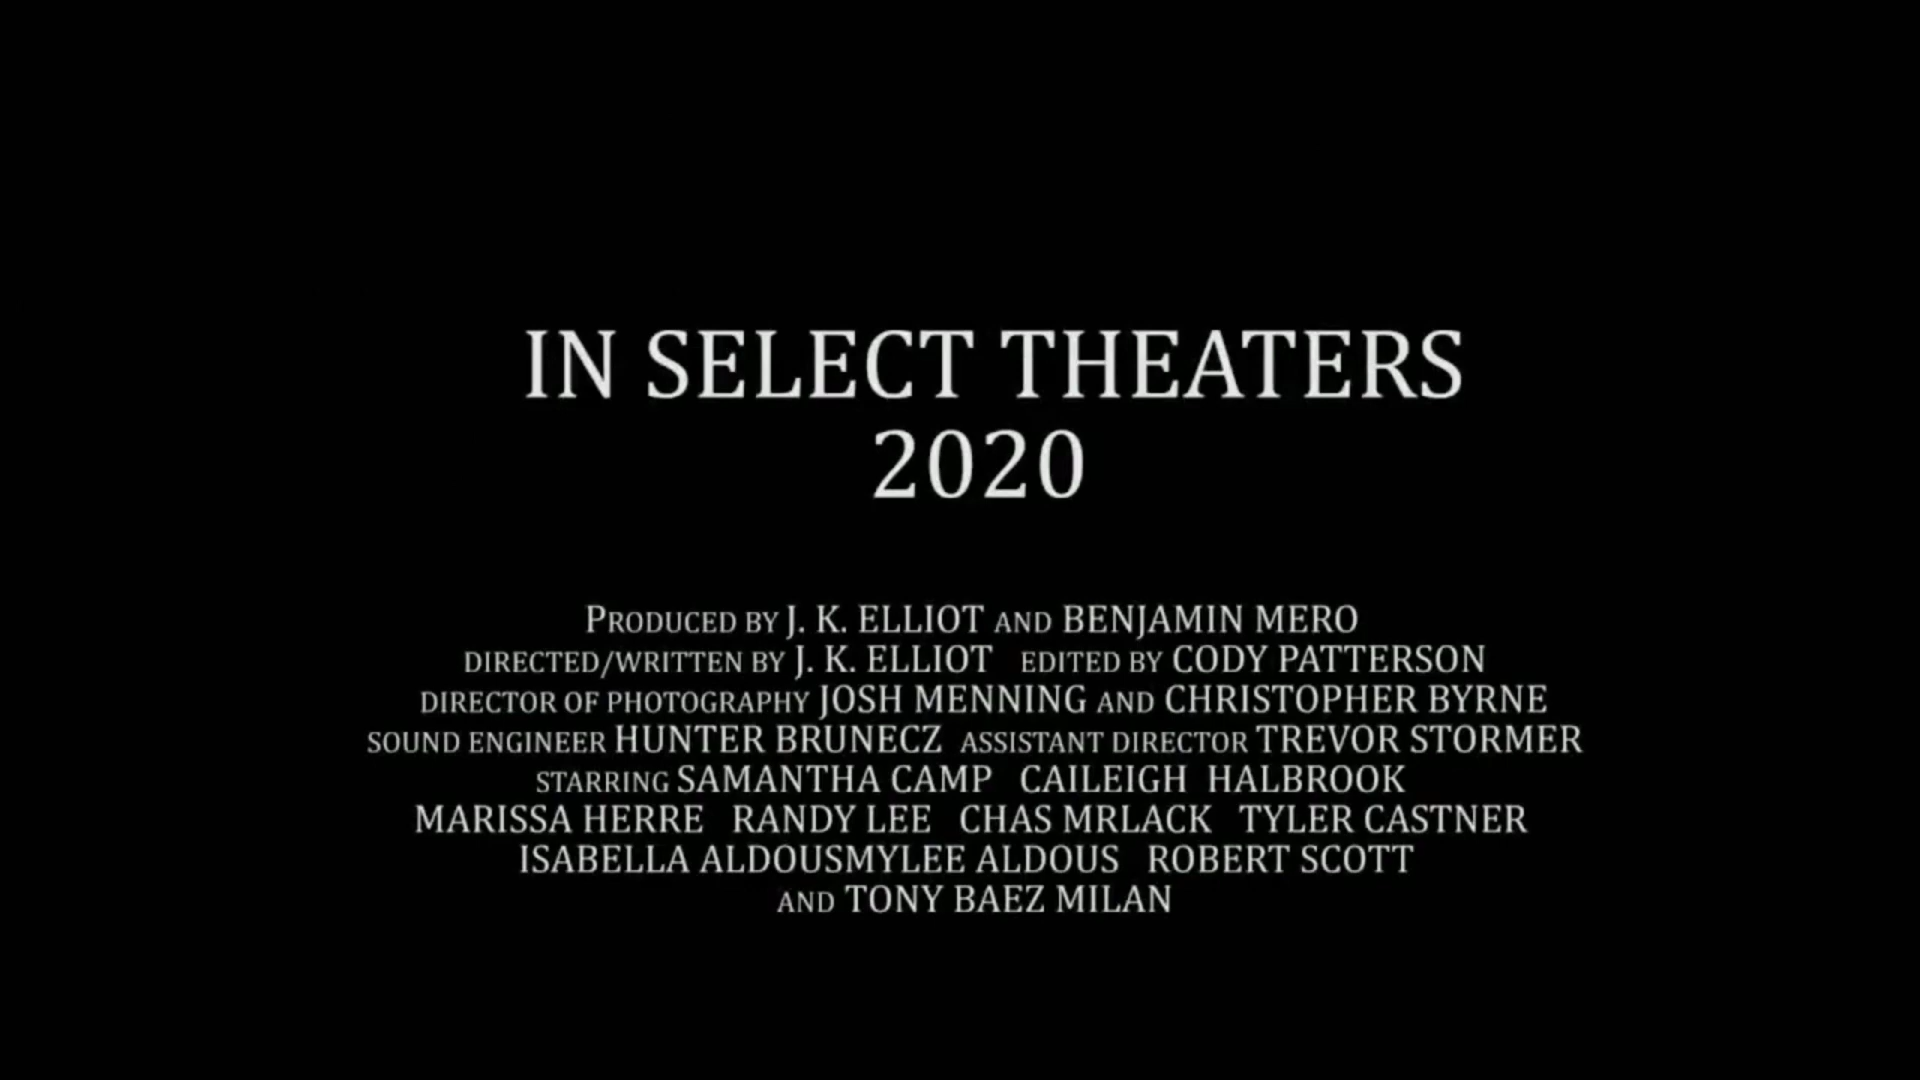 IN SELECT THEATERS
2020
PRODUCED BY J. K. ELLIOT AND BENJAMIN MERO
DIRECTED/WRITTEN BY J. K. ELLIOT EDITED BY CODY PATTERSON
DIRECTOR OF PHOTOGRAPHY JOSH MENNING AND CHRISTOPHER BYRNE
SOUND ENGINEER HUNTER BRUNECZ ASSISTANT DIRECTOR TREVOR STORMER
STARRING SAMANTHA CAMP CAILEIGH HALBROOK
MARISSA HERRE RANDY LEE CHAS MRLACK TYLER CASTNER
ISABELLA ALDOUSMYLEE ALDOUS ROBERT SCOTT
AND TONY BAEZ MILAN